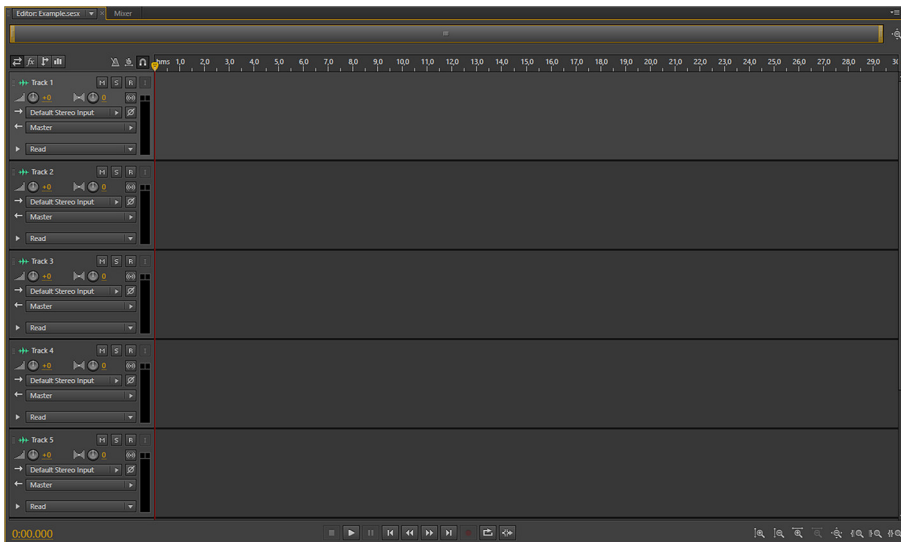 Editor: Example.sesx Mixer
fx hms 1,0 2,0 3,0 4,0 5,0 6,0 7,0 8,0 9,0 10,0 11,0 12,0 13,0 14,0 15,0 16,0 17,0 18,0 19,0 20,0 21,0 22,0 23,0 24,0 25,0 26,0 27,0 28,0 29,0
Track 1 M S R I
+0 0
Default Stereo Input
Master
Read
Track 2 M S R I
+0 0
Default Stereo Input
Master
Read
Track 3 M S R I
+0 0
Default Stereo Input
Master
Read
Track 4 M S R I
+0 0
Default Stereo Input
Master
Read
Track 5 M S R I
+0 0
Default Stereo Input
Master
Read
0:00.000